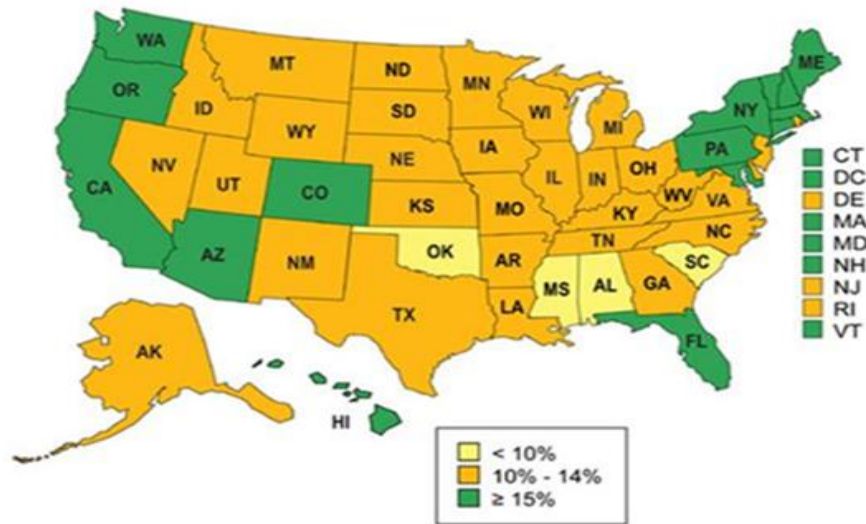 WA
MT
ND
MN
ME
OR
ID
SD
WI
MI
NY
WY
IA
PA
NV
NE
IL
IN
OH
CT
CA
UT
CO
KS
MO
WV
VA
DC
KY
DE
AZ
NM
OK
AR
TN
NC
MA
SC
MD
MS
AL
GA
NH
TX
LA
NJ
RI
AK
FL
VT
HI
< 10%
10% - 14%
≥ 15%